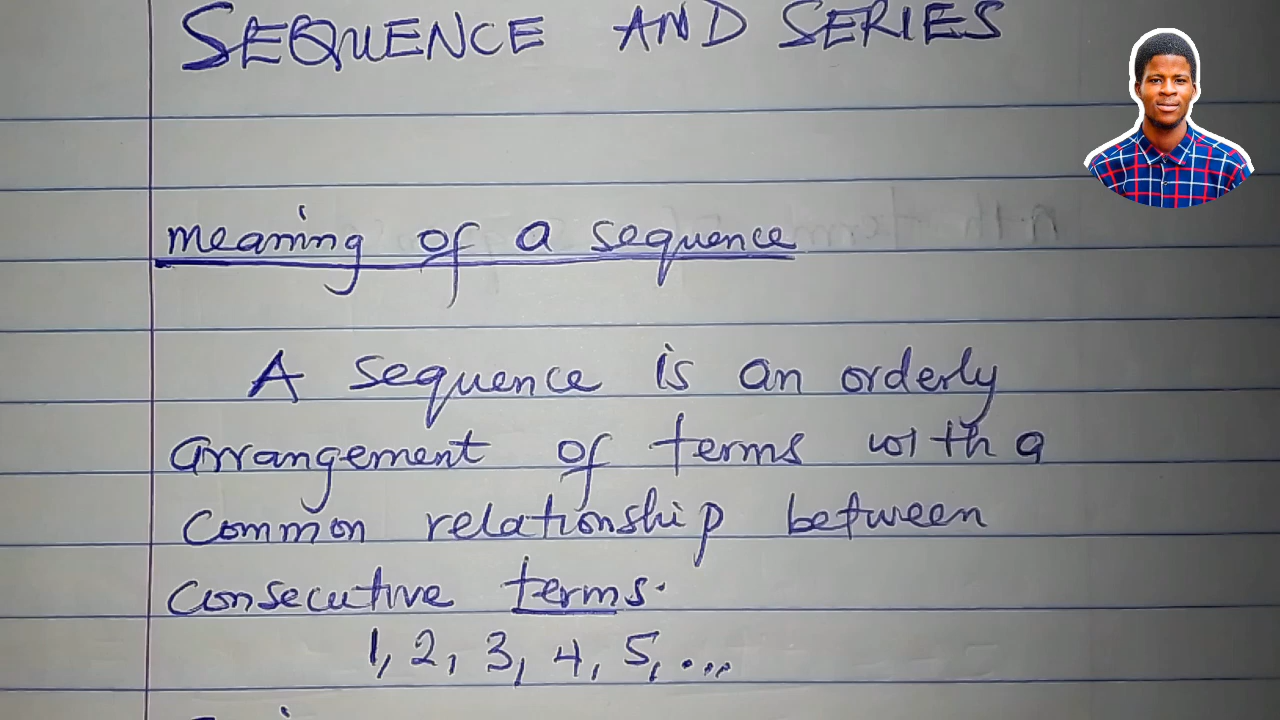 SEQUENCE AND SERIES
meaning of a sequence
A sequence is an orderly
arrangement of terms with a
common relationship between
consecutive terms.
1, 2, 3, 4, 5, ...